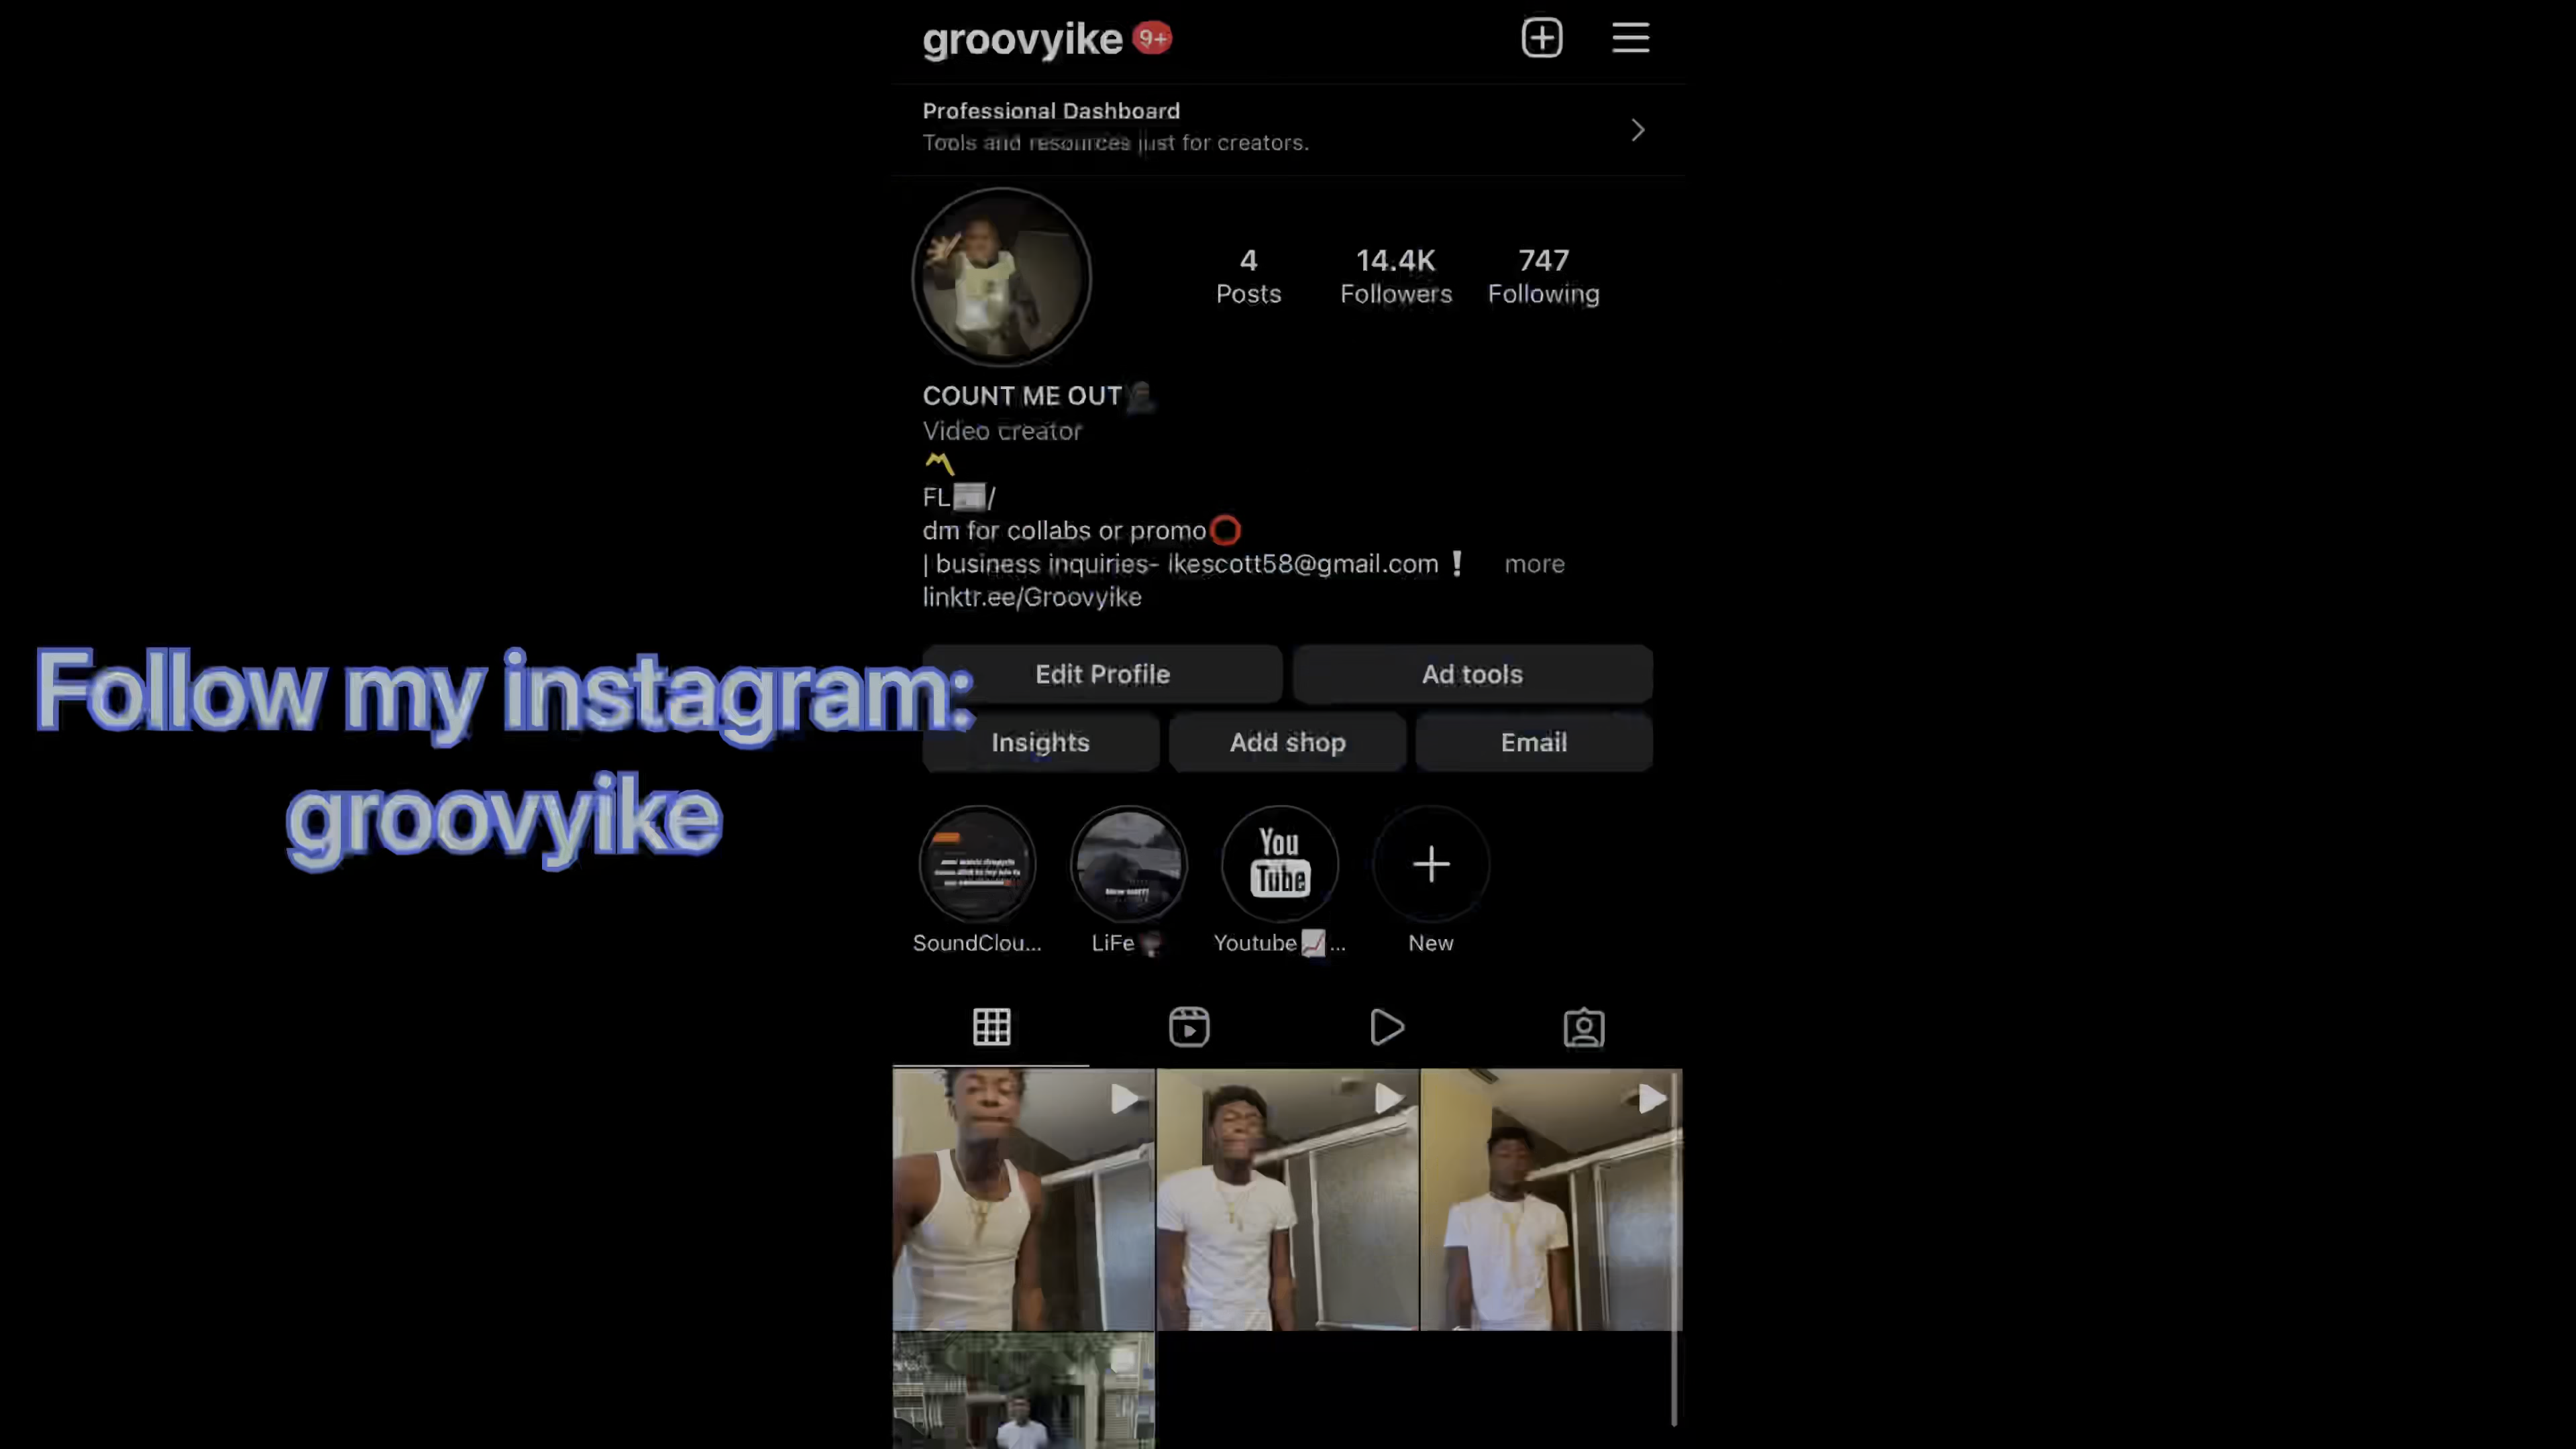 groovyike 9+
Professional Dashboard
Tools and resources just for creators.
4
Posts
14.4K
Followers
747
Following
COUNT ME OUT
Video creator
FL /
dm for collabs or promo
| business inquiries- Ikescott58@gmail.com ! more
linktr.ee/Groovyike
Follow my instagram:
groovyike
Edit Profile
Ad tools
Insights
Add shop
Email
You
Tube
SoundClou...
LiFe
Youtube ...
New